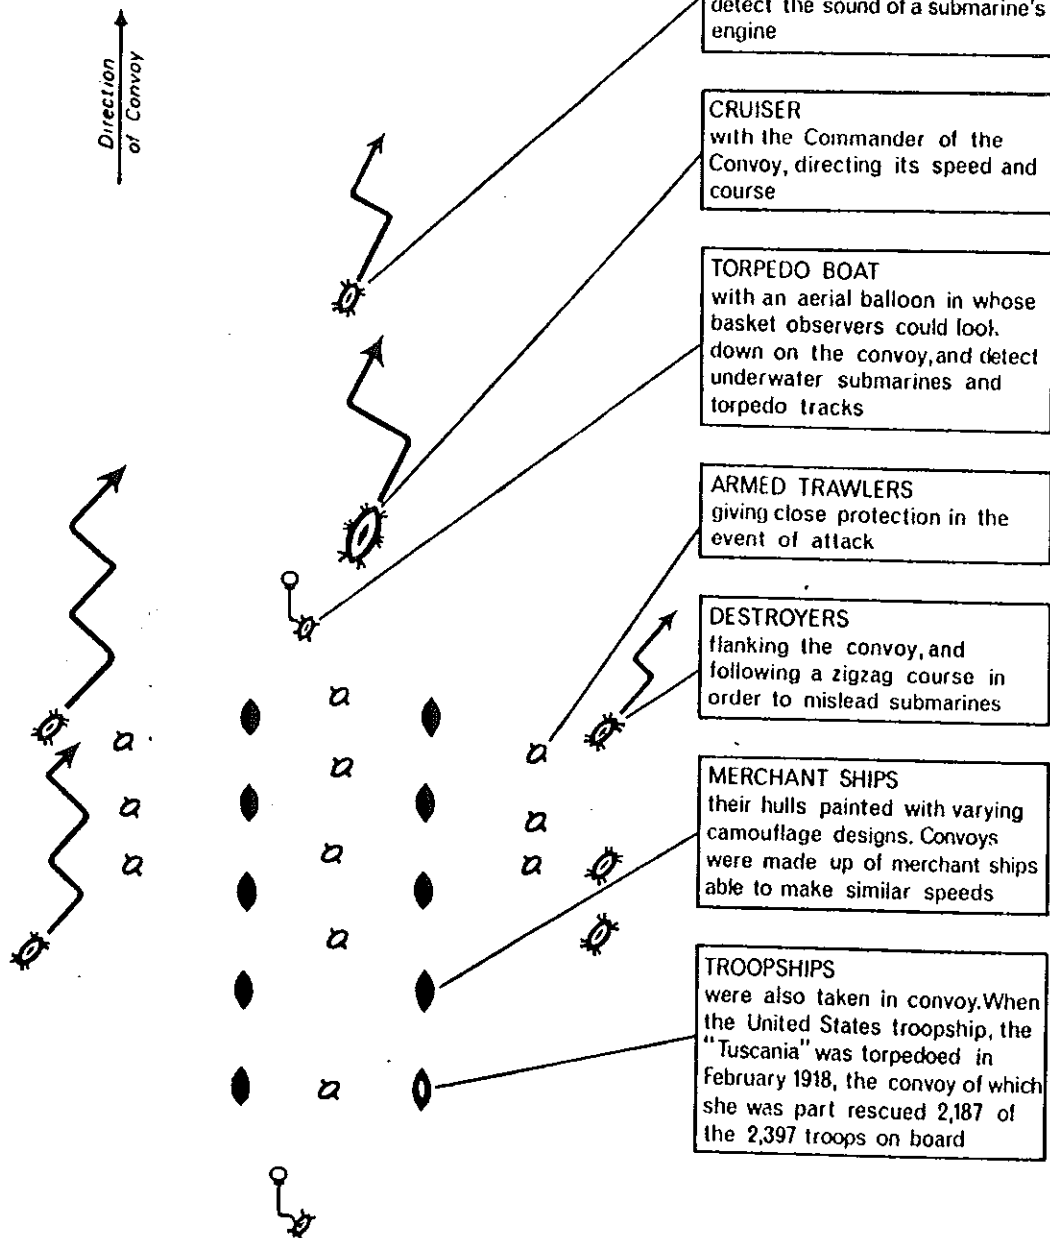 Direction
of Convoy
detect the sound of a submarine's
engine
CRUISER
with the Commander of the
Convoy, directing its speed and
course
TORPEDO BOAT
with an aerial balloon in whose
basket observers could look
down on the convoy, and detect
underwater submarines and
torpedo tracks
ARMED TRAWLERS
giving close protection in the
event of attack
DESTROYERS
flanking the convoy, and
following a zigzag course in
order to mislead submarines
MERCHANT SHIPS
their hulls painted with varying
camouflage designs. Convoys
were made up of merchant ships
able to make similar speeds
TROOPSHIPS
were also taken in convoy. When
the United States troopship, the
"Tuscania" was torpedoed in
February 1918, the convoy of which
she was part rescued 2,187 of
the 2,397 troops on board